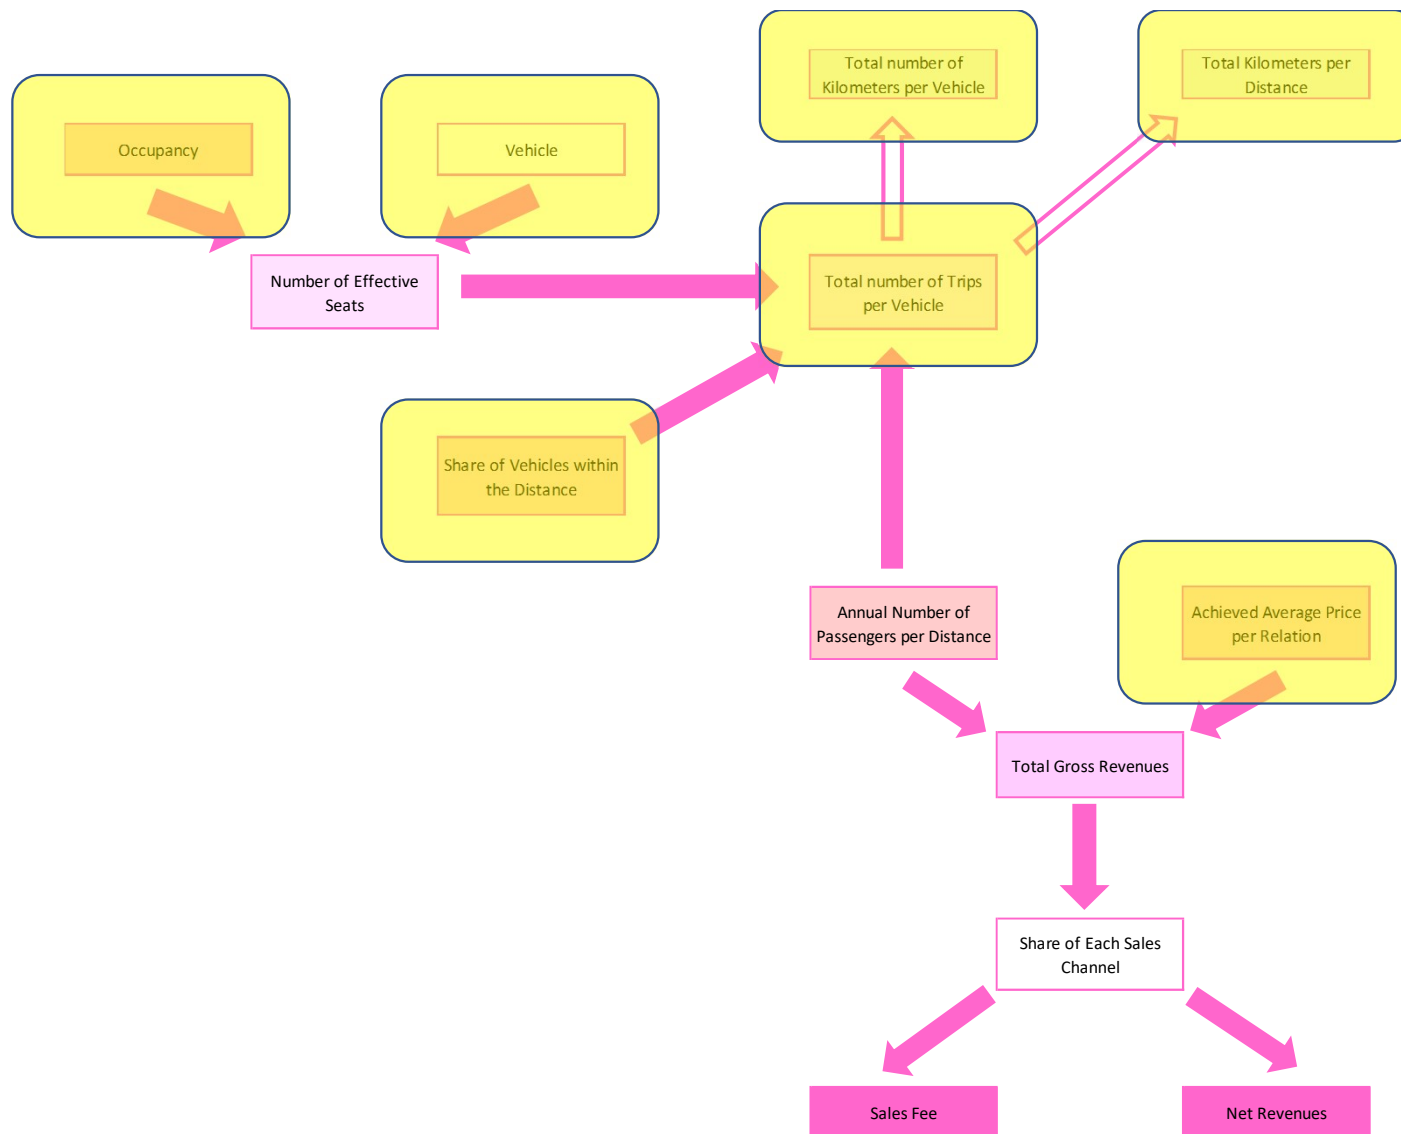 Total number of
Kilometers per Vehicle
Total Kilometers per
Distance
Occupancy
Vehicle
Number of Effective
Seats
Total number of Trips
per Vehicle
Share of Vehicles within
the Distance
Annual Number of
Passengers per Distance
Achieved Average Price
per Relation
Total Gross Revenues
Share of Each Sales
Channel
Sales Fee
Net Revenues